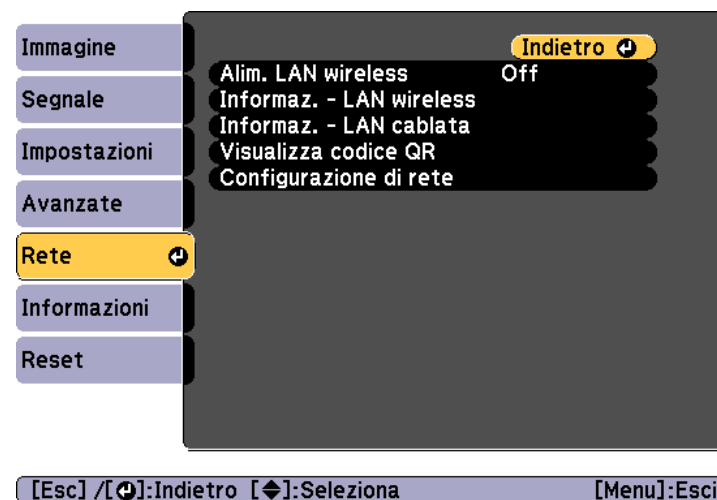 Immagine
Segnale
Impostazioni
Avanzate
Rete
Informazioni
Reset
Indietro
Alim. LAN wireless Off
Informaz. - LAN wireless
Informaz. - LAN cablata
Visualizza codice QR
Configurazione di rete
[Esc] /[ ]:Indietro [ ]:Seleziona [Menu]:Esci